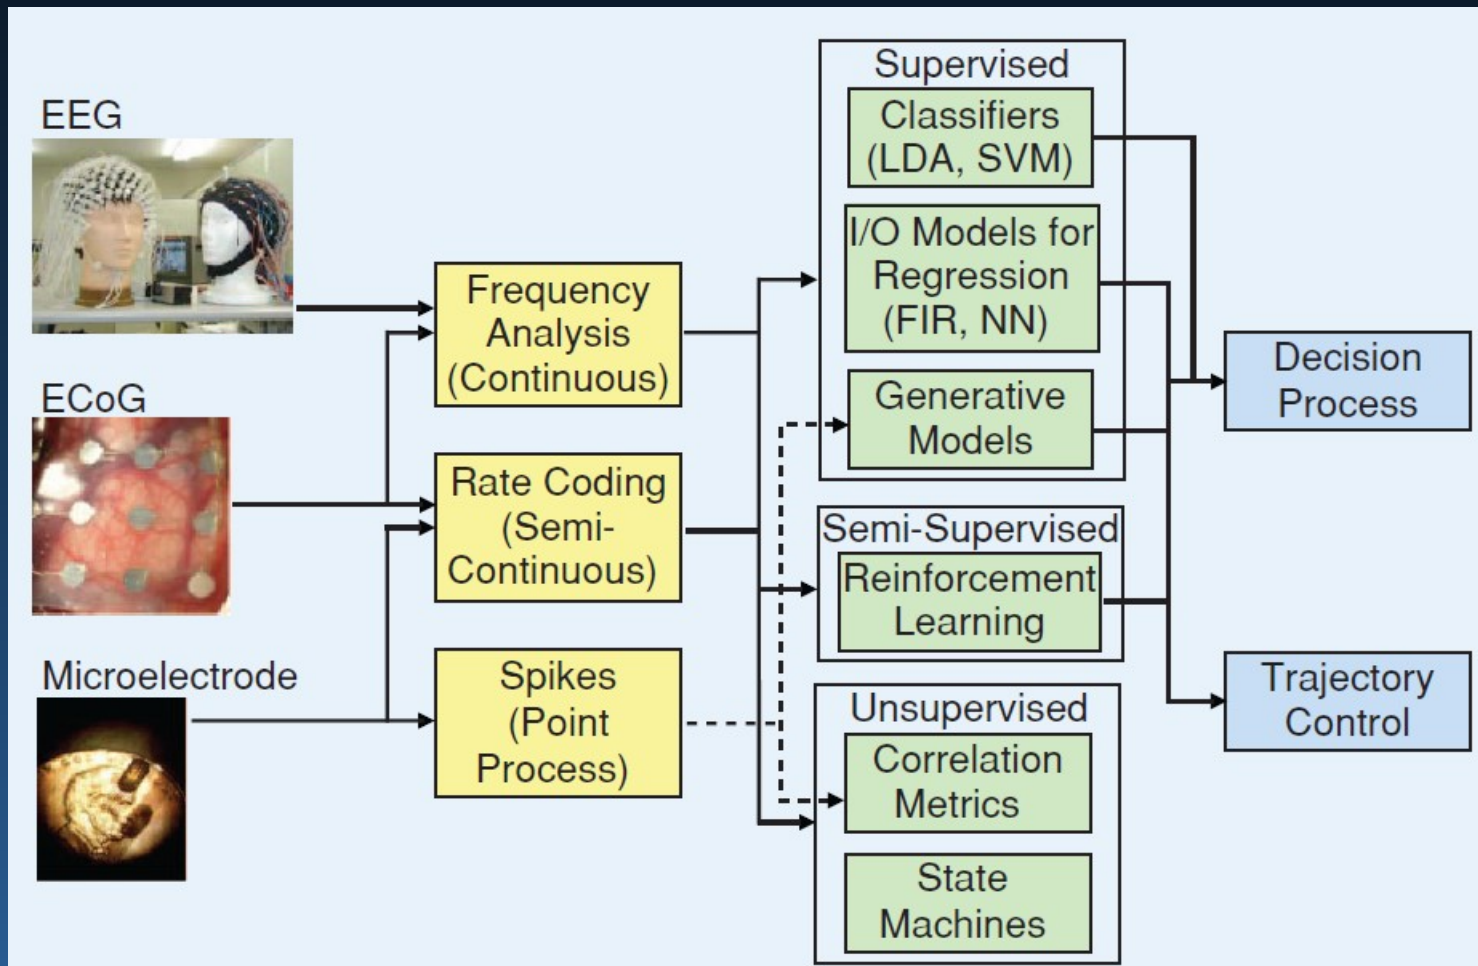 EEG
ECoG
Microelectrode
Frequency
Analysis
(Continuous)
Rate Coding
(Semi-
Continuous)
Spikes
(Point
Process)
Supervised
Classifiers
(LDA, SVM)
I/O Models for
Regression
(FIR, NN)
Generative
Models
Semi-Supervised
Reinforcement
Learning
Unsupervised
Correlation
Metrics
State
Machines
Decision
Process
Trajectory
Control